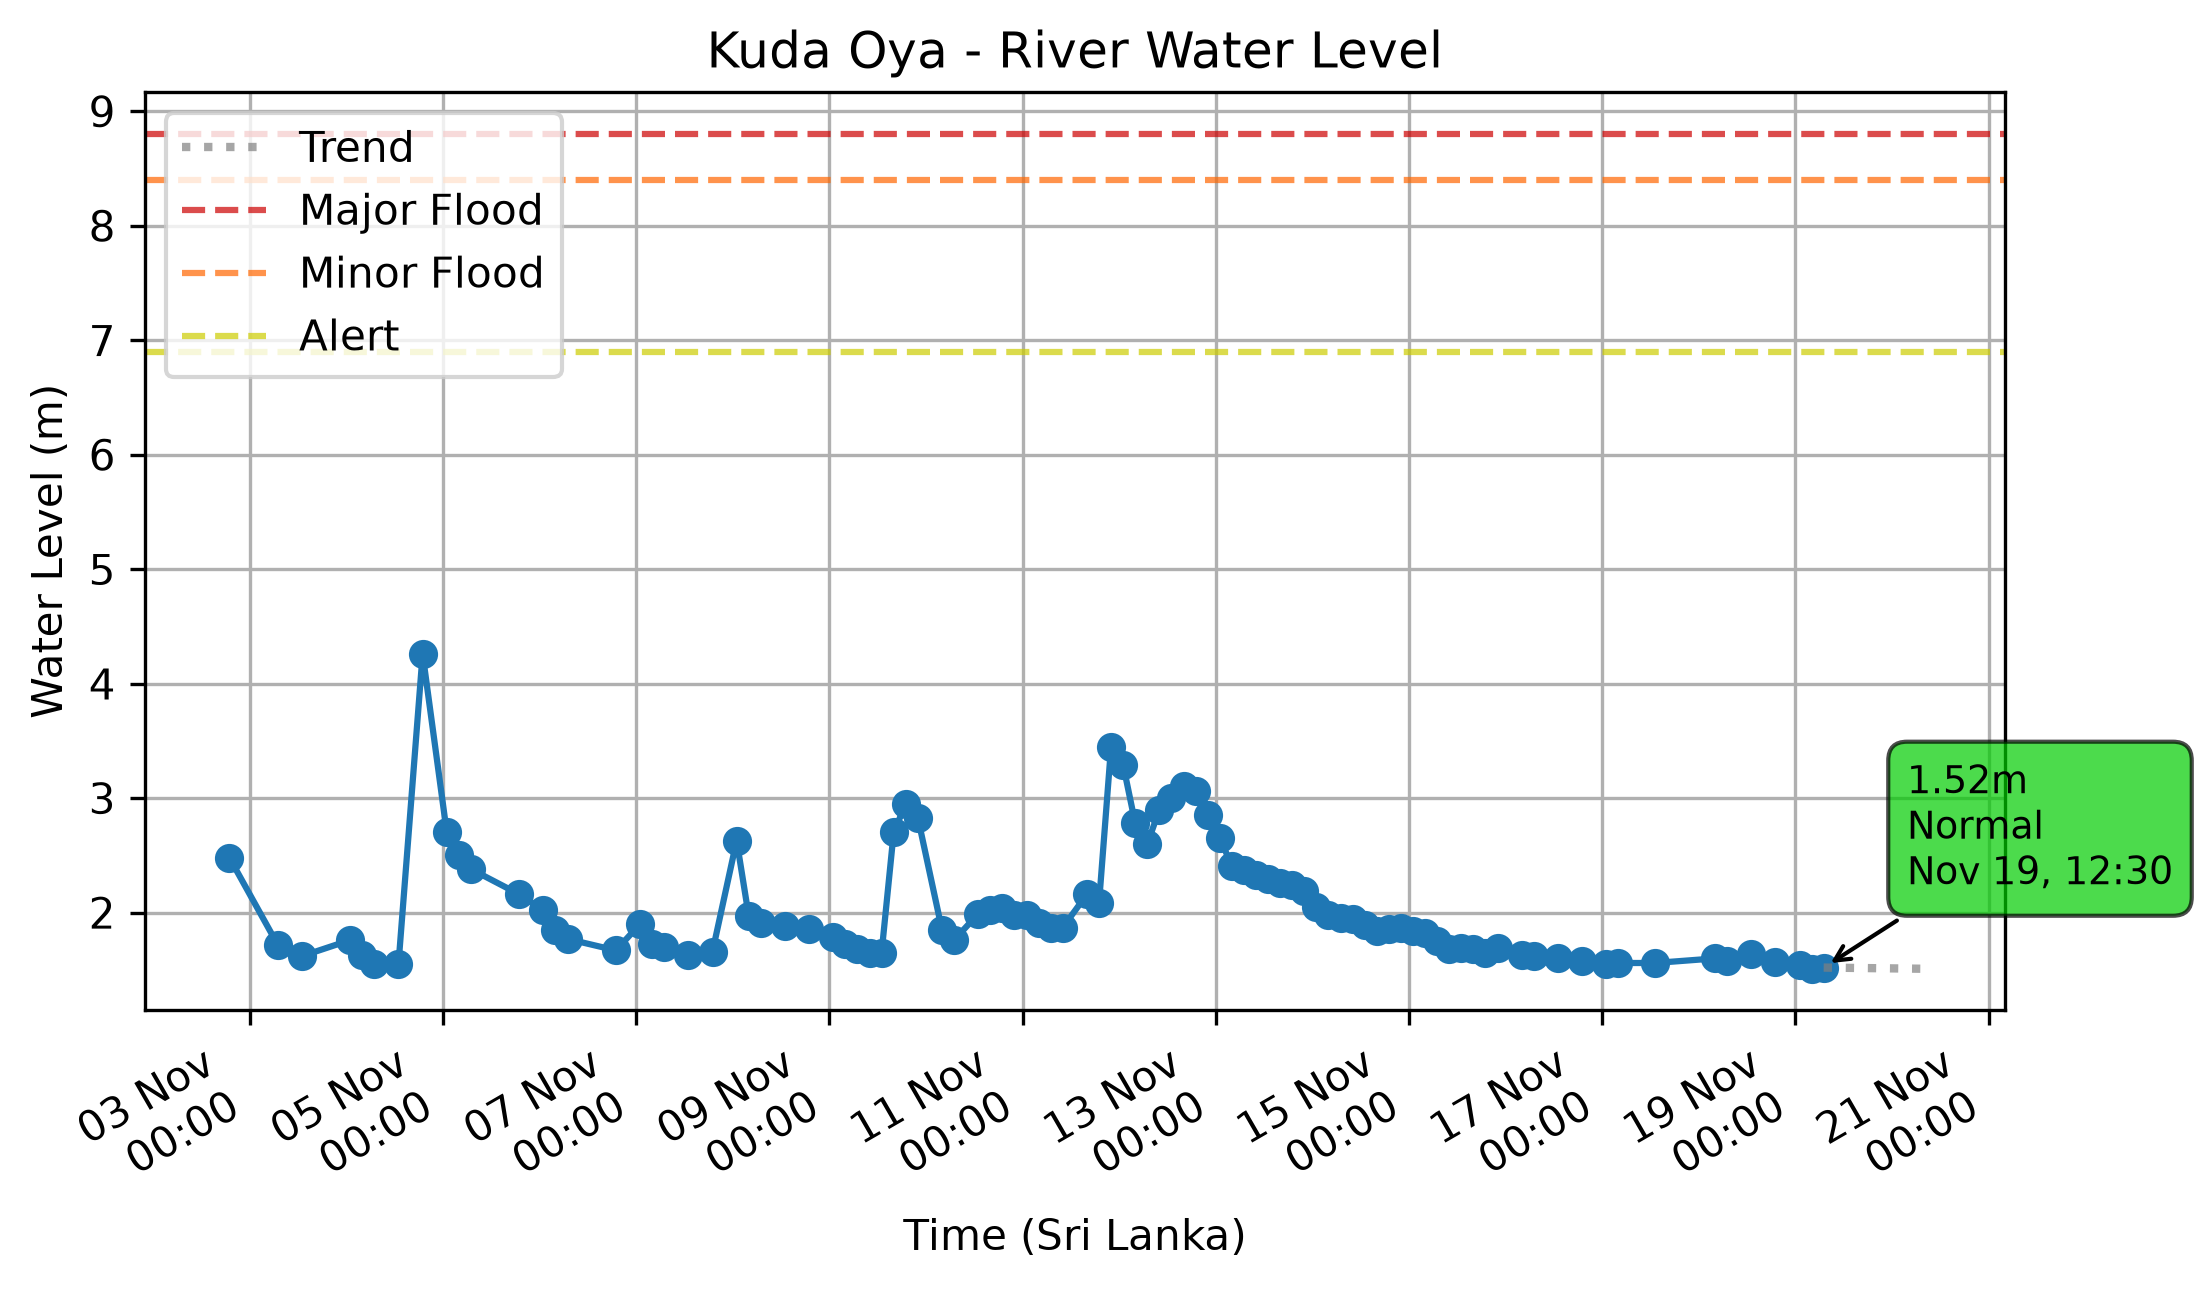 Kuda Oya - River Water Level
Trend
Major Flood
Minor Flood
Alert
Water Level (m)
9
8
7
6
5
4
3
2
1.52m
Normal
Nov 19, 12:30
03 Nov
00:00
05 Nov
00:00
07 Nov
00:00
09 Nov
00:00
11 Nov
00:00
13 Nov
00:00
15 Nov
00:00
17 Nov
00:00
19 Nov
00:00
21 Nov
00:00
Time (Sri Lanka)